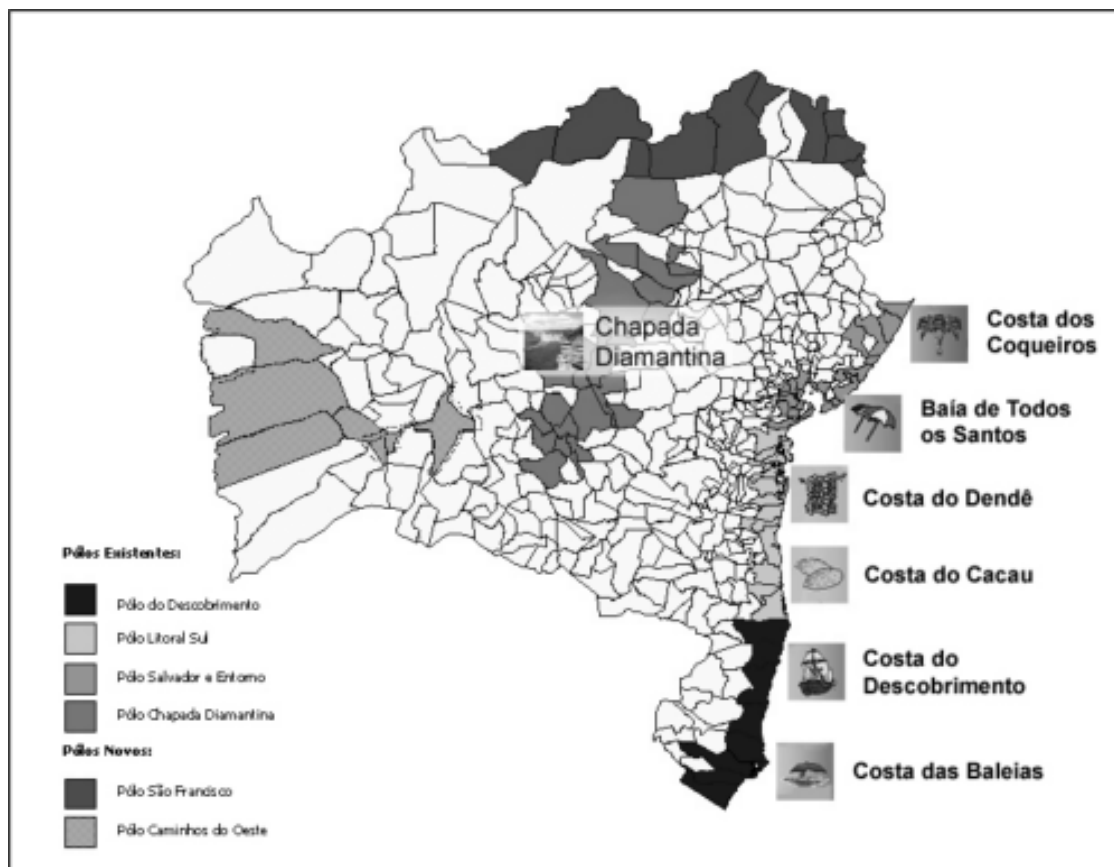 Chapada
Diamantina
Costa dos
Coqueiros
Baía de Todos
os Santos
Costa do Dendê
Costa do Cacau
Costa do
Descobrimento
Costa das Baleias
Pólos Existentes:
Pólo do Descobrimento
Pólo Litoral Sul
Pólo Salvador e Entorno
Pólo Chapada Diamantina
Pólos Novos:
Pólo São Francisco
Pólo Caminhos do Oeste